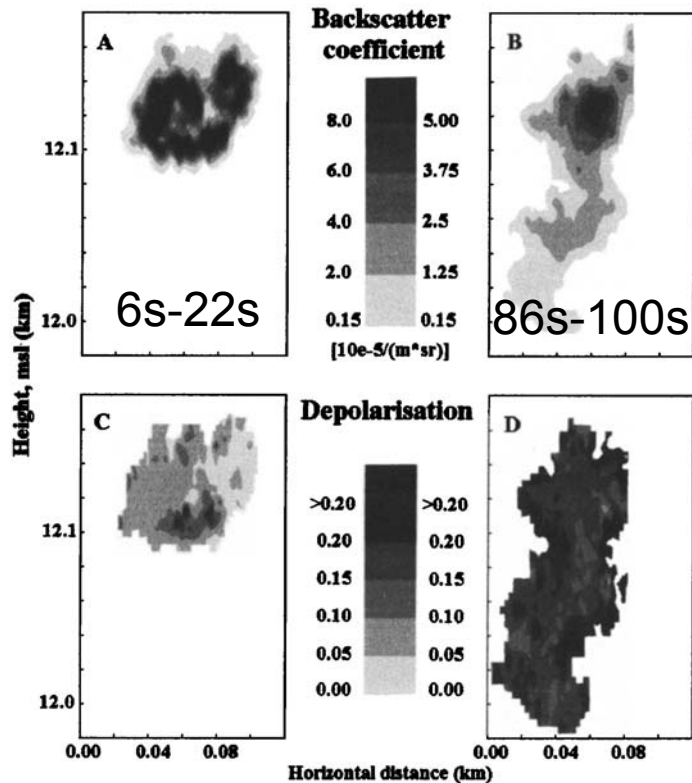 A
Backscatter
coefficient
B
8.0 5.00
12.1
6.0 3.75
4.0 2.5
2.0 1.25
6s-22s
86s-100s
12.0
0.15 0.15
[10e-5/(m*sr)]
Height, msl (km)
C
Depolarisation
D
>0.20 >0.20
12.1
0.20 0.20
0.15 0.15
0.10 0.10
0.05 0.05
0.00 0.00
12.0
0.00 0.04 0.08 0.00 0.04 0.08
Horizontal distance (km)